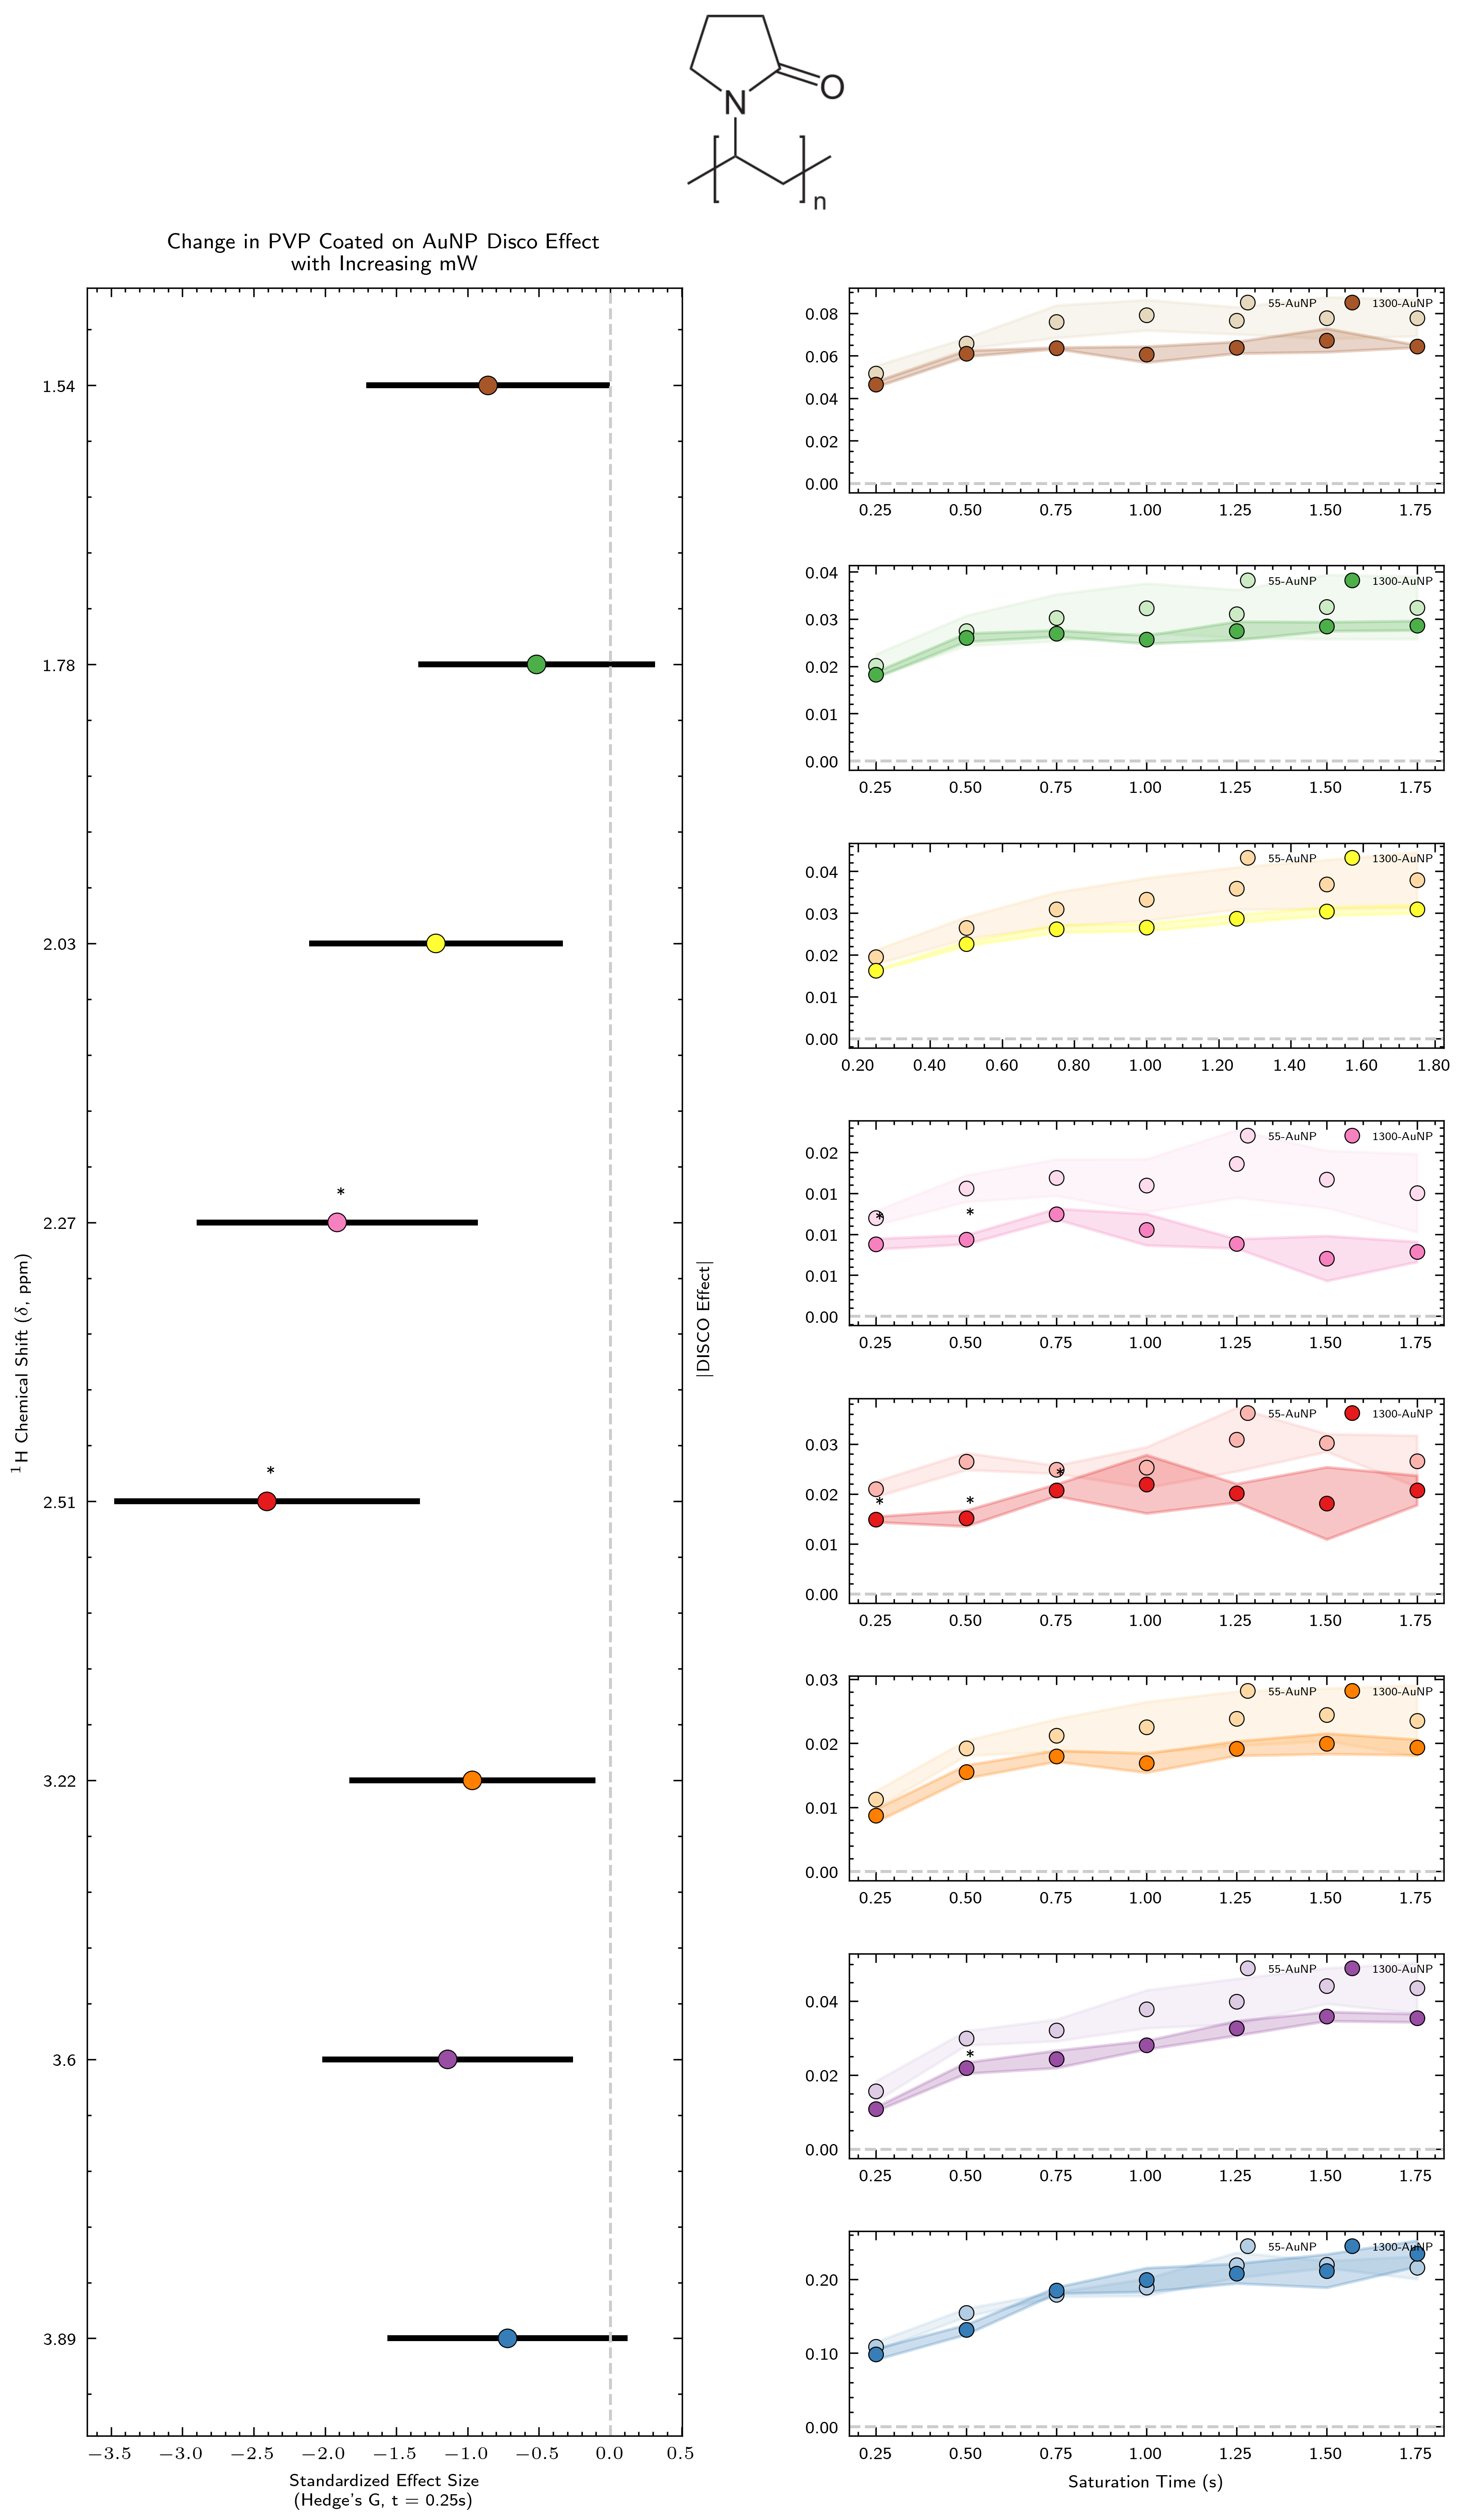 O
N
n
Change in PVP Coated on AuNP Disco Effect
with Increasing mW
1.54
1.78
2.03
2.27
*
2.51
*
3.22
3.6
3.89
¹H Chemical Shift (δ, ppm)
−3.5 −3.0 −2.5 −2.0 −1.5 −1.0 −0.5 0.0 0.5
Standardized Effect Size
(Hedge's G, t = 0.25s)
|DISCO Effect|
55-AuNP 1300-AuNP
0.08
0.06
0.04
0.02
0.00
0.25 0.50 0.75 1.00 1.25 1.50 1.75
55-AuNP 1300-AuNP
0.04
0.03
0.02
0.01
0.00
0.25 0.50 0.75 1.00 1.25 1.50 1.75
55-AuNP 1300-AuNP
0.04
0.03
0.02
0.01
0.00
0.20 0.40 0.60 0.80 1.00 1.20 1.40 1.60 1.80
55-AuNP 1300-AuNP
0.02
0.01
* *
0.01
0.01
0.00
0.25 0.50 0.75 1.00 1.25 1.50 1.75
55-AuNP 1300-AuNP
0.03
* * *
0.02
0.01
0.00
0.25 0.50 0.75 1.00 1.25 1.50 1.75
0.03
55-AuNP 1300-AuNP
0.02
0.01
0.00
0.25 0.50 0.75 1.00 1.25 1.50 1.75
55-AuNP 1300-AuNP
0.04
*
0.02
0.00
0.25 0.50 0.75 1.00 1.25 1.50 1.75
55-AuNP 1300-AuNP
0.20
0.10
0.00
0.25 0.50 0.75 1.00 1.25 1.50 1.75
Saturation Time (s)